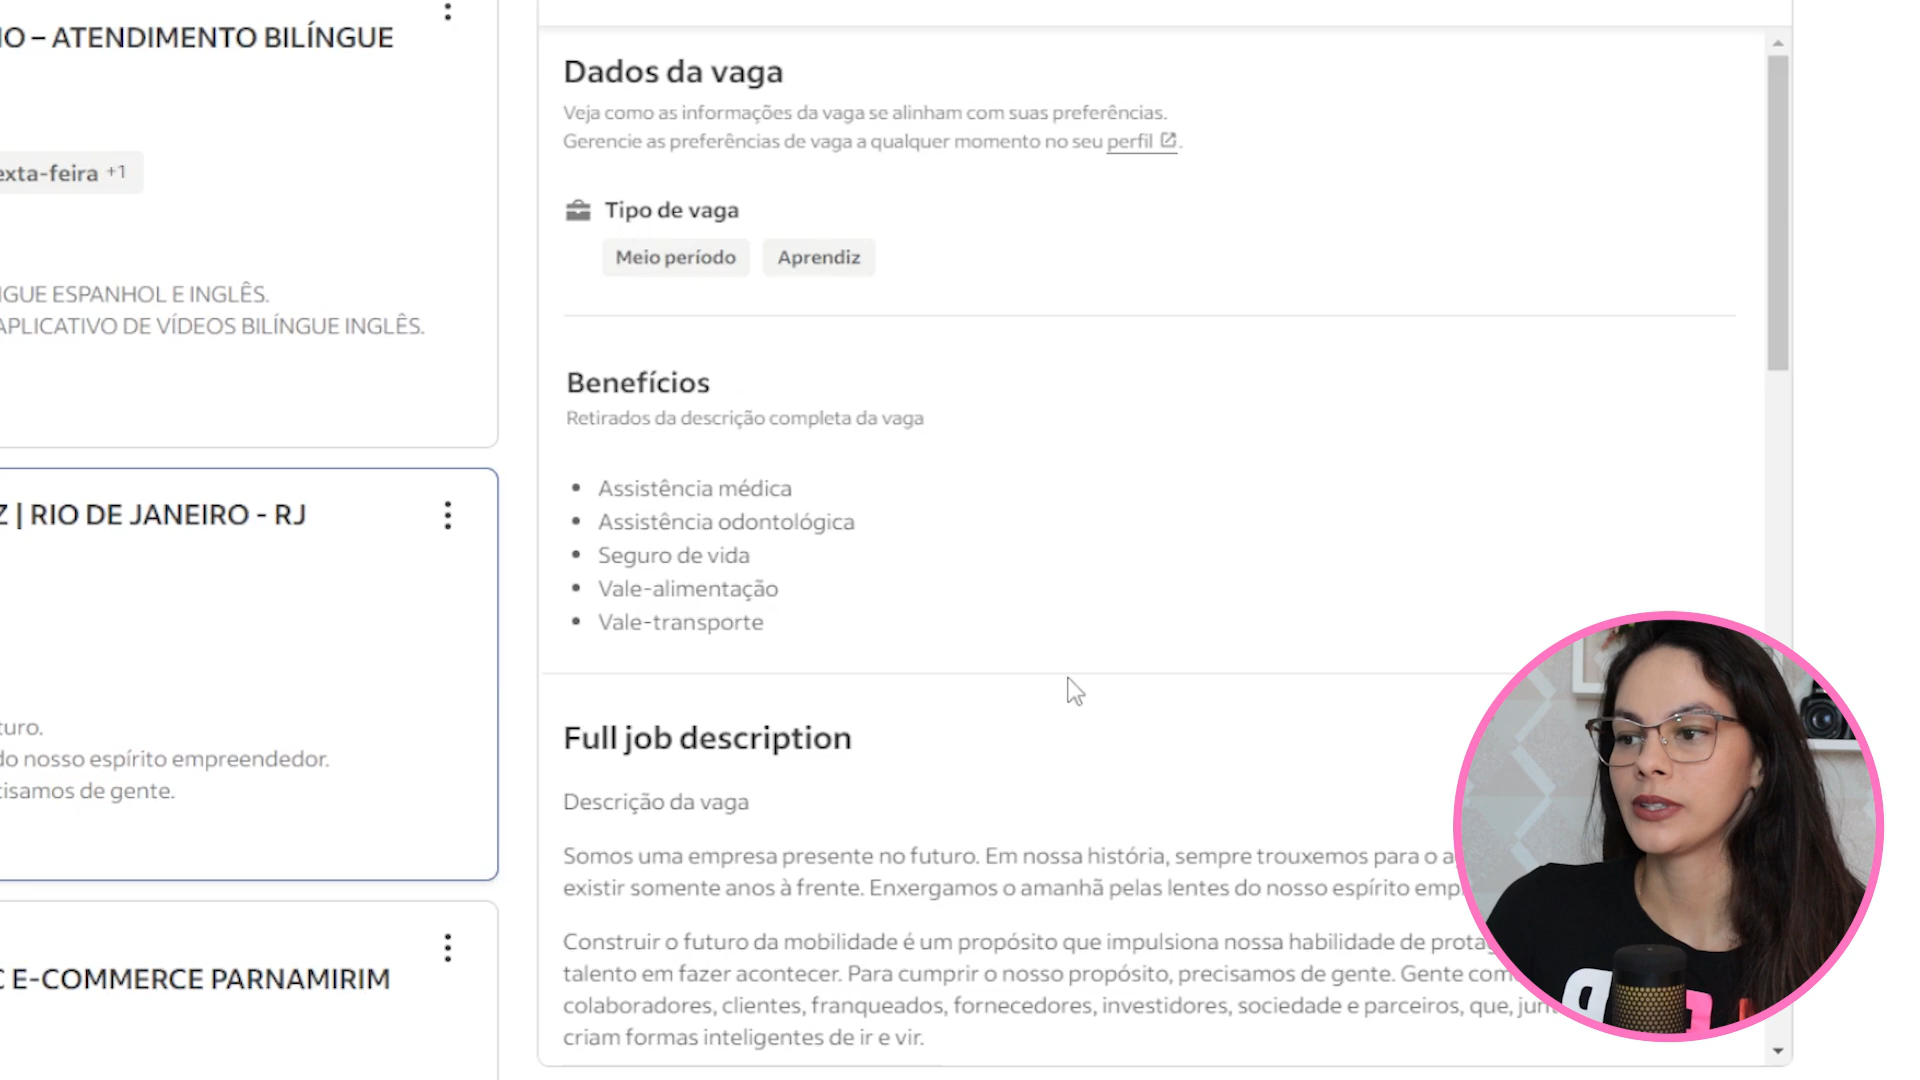 O – ATENDIMENTO BILÍNGUE
exta-feira +1
GUE ESPANHOL E INGLÊS.
APLICATIVO DE VÍDEOS BILÍNGUE INGLÊS.
Z | RIO DE JANEIRO - RJ
turo.
do nosso espírito empreendedor.
cisamos de gente.
C E-COMMERCE PARNAMIRIM
Dados da vaga
Veja como as informações da vaga se alinham com suas preferências.
Gerencie as preferências de vaga a qualquer momento no seu perfil.
Tipo de vaga
Meio período Aprendiz
Benefícios
Retirados da descrição completa da vaga
• Assistência médica
• Assistência odontológica
• Seguro de vida
• Vale-alimentação
• Vale-transporte
Full job description
Descrição da vaga
Somos uma empresa presente no futuro. Em nossa história, sempre trouxemos para o a
existir somente anos à frente. Enxergamos o amanhã pelas lentes do nosso espírito emp
Construir o futuro da mobilidade é um propósito que impulsiona nossa habilidade de prota
talento em fazer acontecer. Para cumprir o nosso propósito, precisamos de gente. Gente com
colaboradores, clientes, franqueados, fornecedores, investidores, sociedade e parceiros, que, jun
criam formas inteligentes de ir e vir.